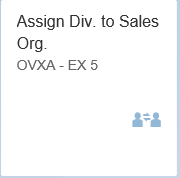 Assign Div. to Sales
Org.
OVXA - EX 5